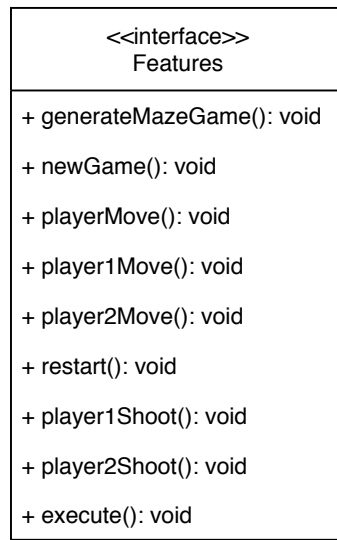 <<interface>>
Features
+ generateMazeGame(): void
+ newGame(): void
+ playerMove(): void
+ player1Move(): void
+ player2Move(): void
+ restart(): void
+ player1Shoot(): void
+ player2Shoot(): void
+ execute(): void